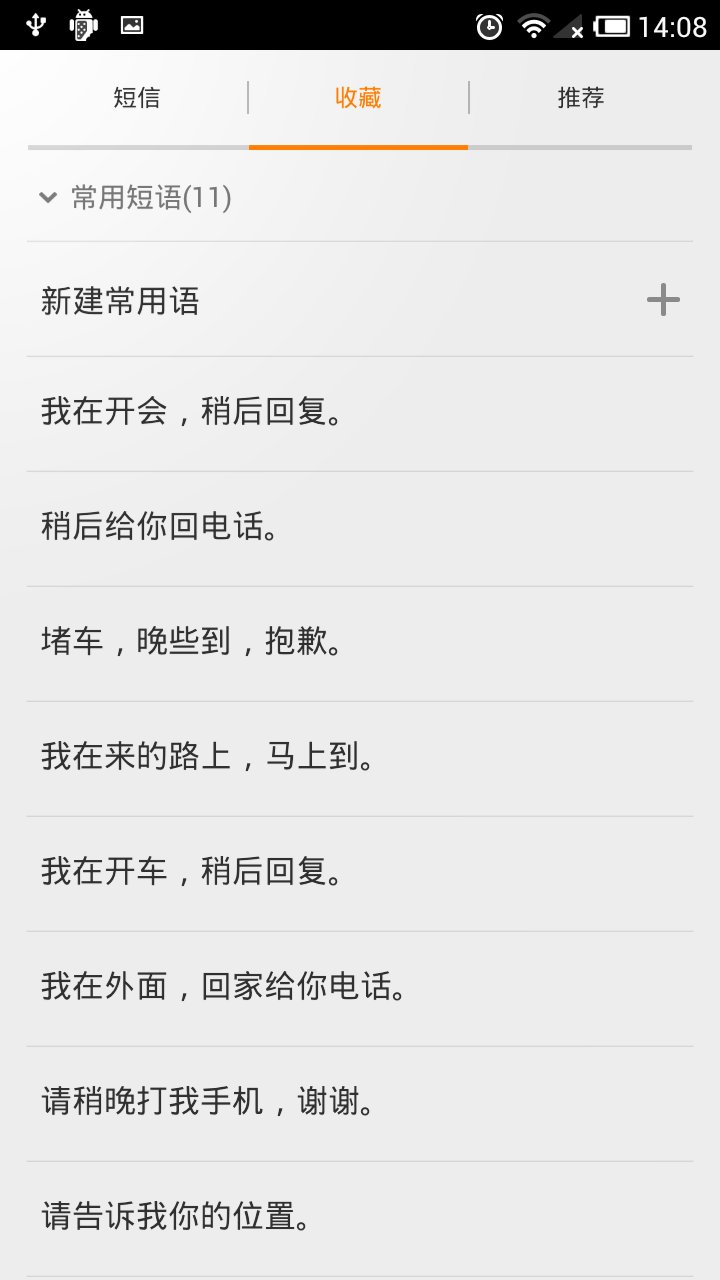 14:08
短信
收藏
推荐
常用短语(11)
新建常用语
我在开会，稍后回复。
稍后给你回电话。
堵车，晚些到，抱歉。
我在来的路上，马上到。
我在开车，稍后回复。
我在外面，回家给你电话。
请稍晚打我手机，谢谢。
请告诉我你的位置。